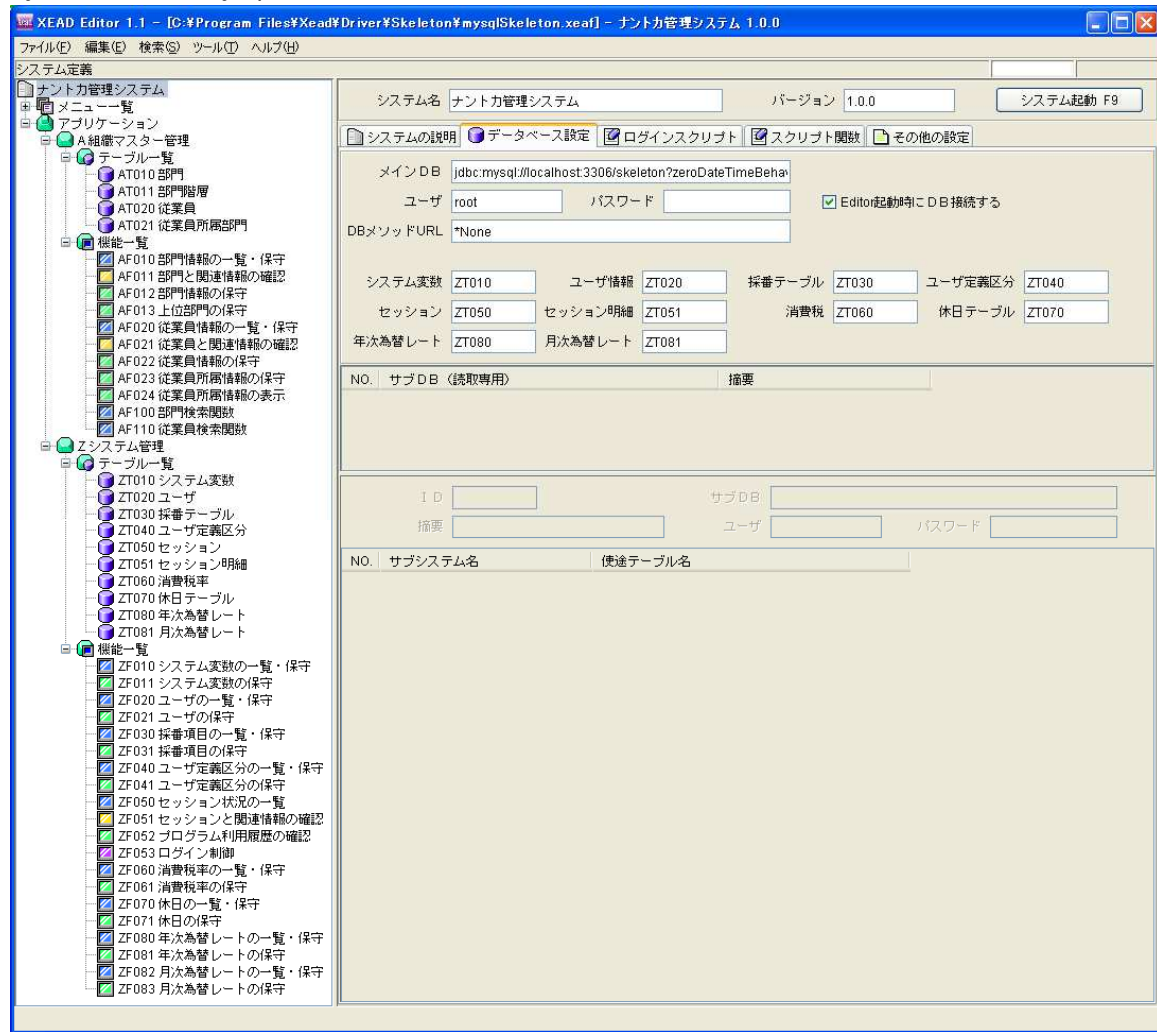 XEAD Editor 1.1 - [C:¥Program Files¥Xead¥Driver¥Skeleton¥mysqlSkeleton.xeaf] - ナントカ管理システム 1.0.0
ファイル(F) 編集(E) 検索(S) ツール(T) ヘルプ(H)
システム定義
ナントカ管理システム
メニュー一覧
アプリケーション
A組織マスター管理
テーブル一覧
AT010 部門
AT011 部門階層
AT020 従業員
AT021 従業員所属部門
機能一覧
AF010 部門情報の一覧・保守
AF011 部門と関連情報の確認
AF012 部門情報の保守
AF013 上位部門の保守
AF020 従業員情報の一覧・保守
AF021 従業員と関連情報の確認
AF022 従業員情報の保守
AF023 従業員所属情報の保守
AF024 従業員所属情報の表示
AF100 部門検索関数
AF110 従業員検索関数
Zシステム管理
テーブル一覧
ZT010 システム変数
ZT020 ユーザ
ZT030 採番テーブル
ZT040 ユーザ定義区分
ZT050 セッション
ZT051 セッション明細
ZT060 消費税率
ZT070 休日テーブル
ZT080 年次為替レート
ZT081 月次為替レート
機能一覧
ZF010 システム変数の一覧・保守
ZF011 システム変数の保守
ZF020 ユーザの一覧・保守
ZF021 ユーザの保守
ZF030 採番項目の一覧・保守
ZF031 採番項目の保守
ZF040 ユーザ定義区分の一覧・保守
ZF041 ユーザ定義区分の保守
ZF050 セッション状況の一覧
ZF051 セッションと関連情報の確認
ZF052 プログラム利用履歴の確認
ZF053 ログイン制御
ZF060 消費税率の一覧・保守
ZF061 消費税率の保守
ZF070 休日の一覧・保守
ZF071 休日の保守
ZF080 年次為替レートの一覧・保守
ZF081 年次為替レートの保守
ZF082 月次為替レートの一覧・保守
ZF083 月次為替レートの保守
システム名 ナントカ管理システム バージョン 1.0.0 システム起動 F9
システムの説明 データベース設定 ログインスクリプト スクリプト関数 その他の設定
メインDB jdbc:mysql://localhost:3306/skeleton?zeroDateTimeBehav
ユーザ root パスワード Editor起動時にDB接続する
DBメソッドURL *None
システム変数 ZT010 ユーザ情報 ZT020 採番テーブル ZT030 ユーザ定義区分 ZT040
セッション ZT050 セッション明細 ZT051 消費税 ZT060 休日テーブル ZT070
年次為替レート ZT080 月次為替レート ZT081
NO. サブDB(読取専用) 摘要
ID サブDB
摘要 ユーザ パスワード
NO. サブシステム名 使途テーブル名